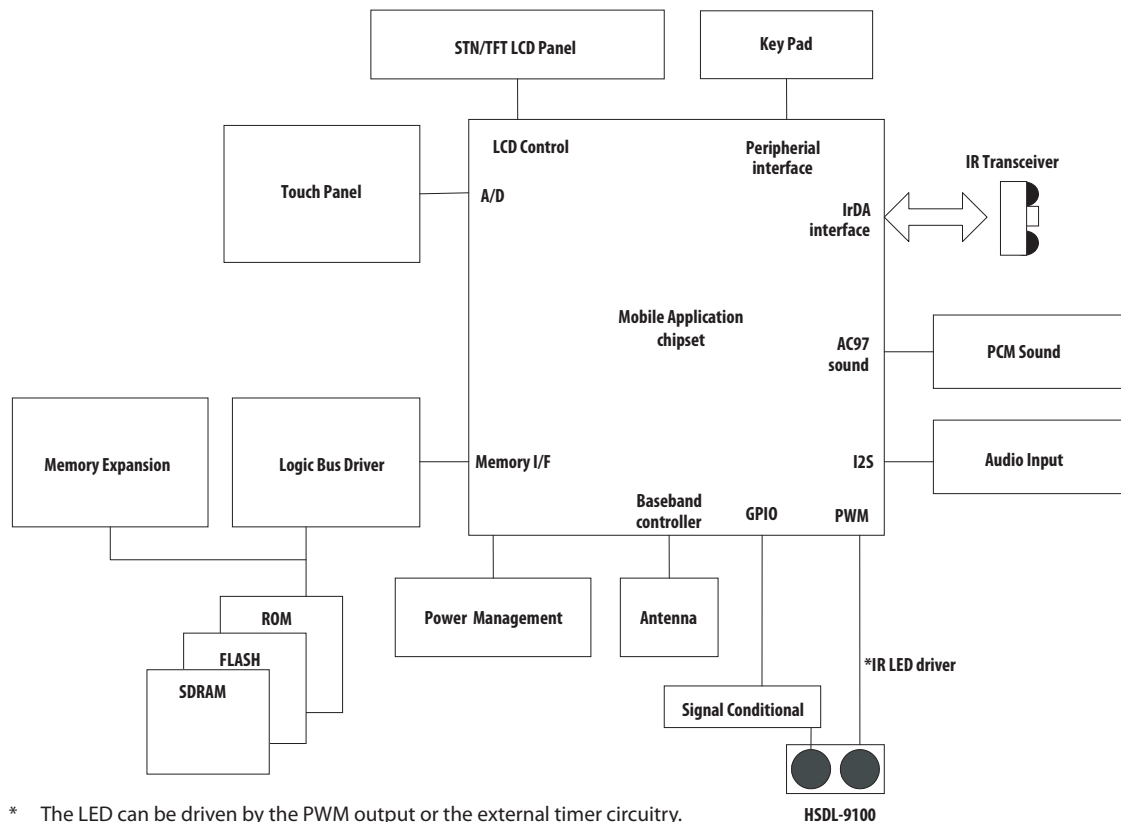 STN/TFT LCD Panel
Key Pad
LCD Control
Peripherial
interface
IR Transceiver
Touch Panel
A/D
IrDA
interface
Mobile Application
chipset
AC97
sound
PCM Sound
Memory Expansion
Logic Bus Driver
Memory I/F
I2S
Audio Input
Baseband
controller
GPIO
PWM
Power Management
Antenna
ROM
FLASH
SDRAM
*IR LED driver
Signal Conditional
HSDL-9100
* The LED can be driven by the PWM output or the external timer circuitry.